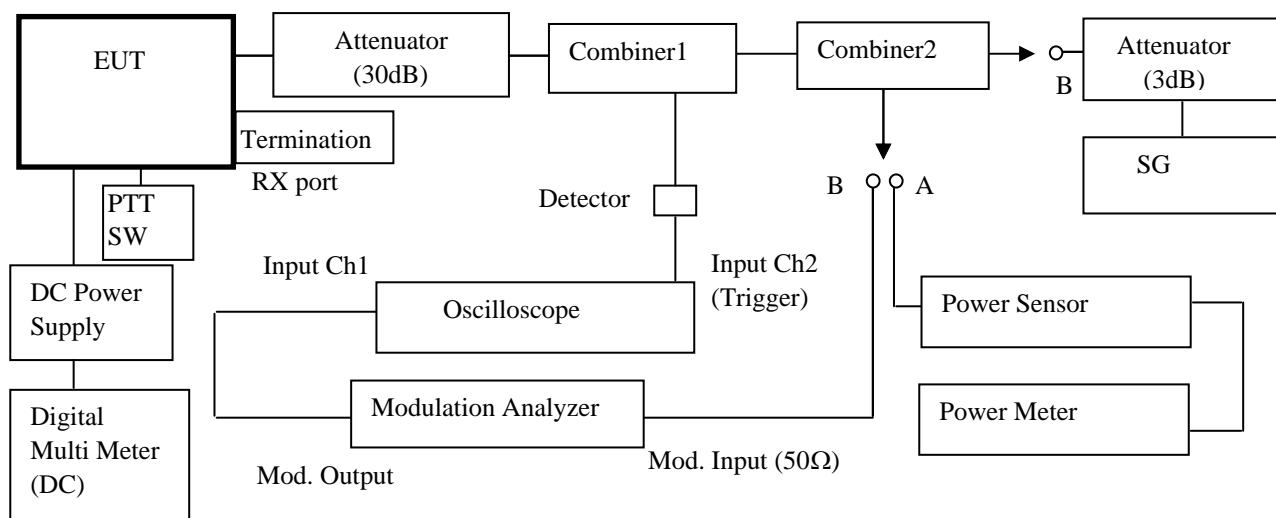 EUT
Attenuator
(30dB)
Combiner1
Combiner2
B
Attenuator
(3dB)
Termination
RX port
SG
PTT
SW
Detector
B
A
Input Ch1
Input Ch2
(Trigger)
DC Power
Supply
Oscilloscope
Power Sensor
Digital
Multi Meter
(DC)
Modulation Analyzer
Power Meter
Mod. Output
Mod. Input (50Ω)